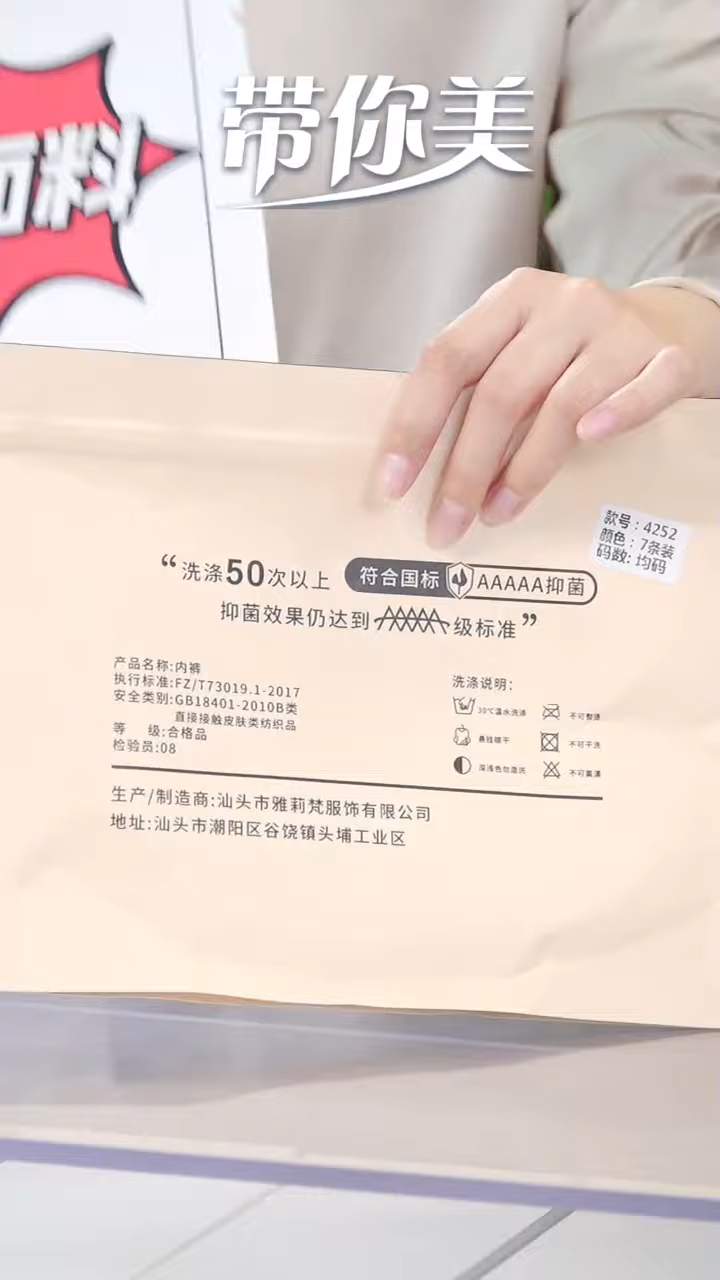 带你美
料
款号：4252
颜色：7条装
码数：均码
“洗涤50次以上 符合国标 AAAAA抑菌
抑菌效果仍达到AAAAA级标准”
产品名称:内裤
执行标准:FZ/T73019.1-2017
安全类别:GB18401-2010B类
直接接触皮肤类纺织品
等 级:合格品
检验员:08
洗涤说明:
30℃温水洗涤 不可熨烫
悬挂晾干 不可干洗
深浅色勿混洗 不可氯漂
生产/制造商:汕头市雅莉梵服饰有限公司
地址:汕头市潮阳区谷饶镇头埔工业区